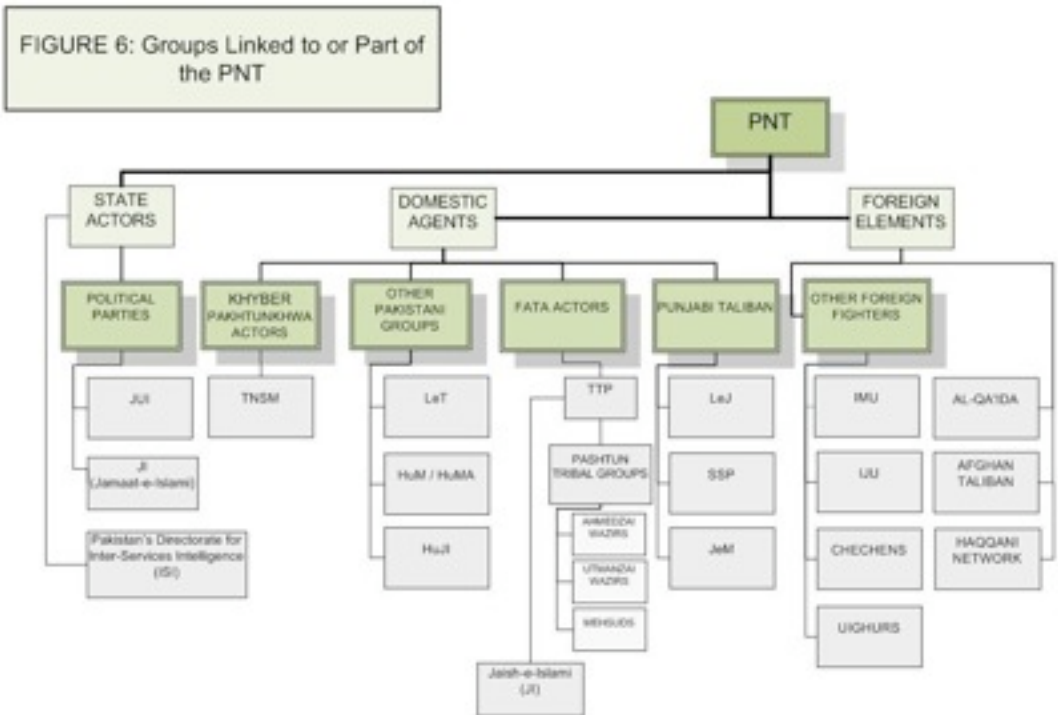 FIGURE 6: Groups Linked to or Part of
the PNT
PNT
STATE
ACTORS
DOMESTIC
AGENTS
FOREIGN
ELEMENTS
POLITICAL
PARTIES
KHYBER
PAKHTUNKHWA
ACTORS
OTHER
PAKISTANI
GROUPS
FATA ACTORS
PUNJABI TALIBAN
OTHER FOREIGN
FIGHTERS
JUI
JI
(Jamaat-e-Islami)
Pakistan's Directorate for
Inter-Services Intelligence
(ISI)
TNSM
LeT
HuM / HuMA
HuJI
TTP
PASHTUN
TRIBAL GROUPS
AHMEDZAI
WAZIRS
UTMANZAI
WAZIRS
MEHSUDS
Jaish-e-Islami
(JI)
LeJ
SSP
JeM
IMU
IJU
CHECHENS
UIGHURS
AL-QA'IDA
AFGHAN
TALIBAN
HAQQANI
NETWORK